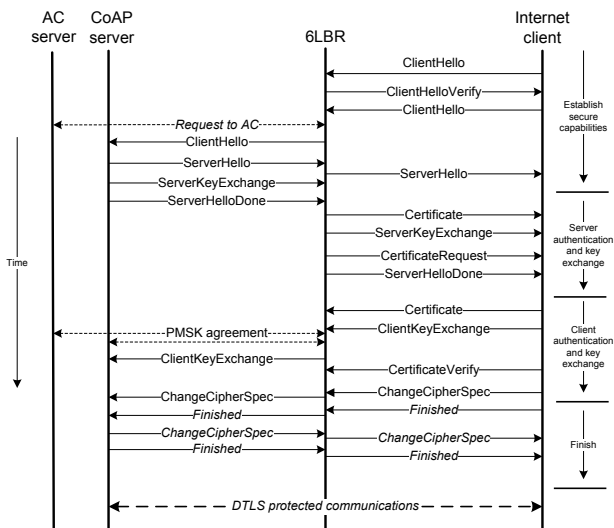 AC
server
CoAP
server
6LBR
Internet
client
ClientHello
ClientHelloVerify
ClientHello
Establish
secure
capabilities
Request to AC
ClientHello
ServerHello
ServerHello
ServerKeyExchange
ServerHelloDone
Certificate
ServerKeyExchange
Server
authentication
and key
exchange
CertificateRequest
Time
ServerHelloDone
Certificate
PMSK agreement
ClientKeyExchange
Client
authentication
and key
exchange
ClientKeyExchange
CertificateVerify
ChangeCipherSpec
ChangeCipherSpec
Finished
Finished
ChangeCipherSpec
ChangeCipherSpec
Finish
Finished
Finished
DTLS protected communications